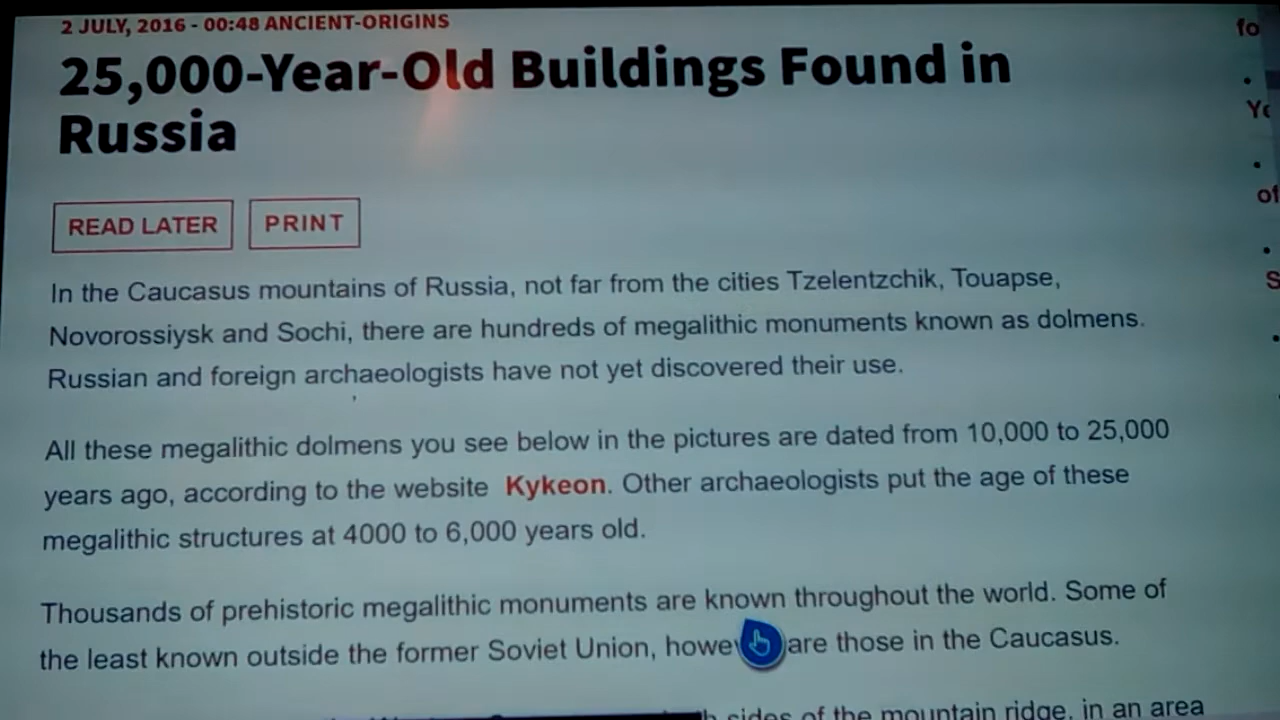 2 JULY, 2016 - 00:48 ANCIENT-ORIGINS
25,000-Year-Old Buildings Found in
Russia
READ LATER
PRINT
In the Caucasus mountains of Russia, not far from the cities Tzelentzchik, Touapse,
Novorossiysk and Sochi, there are hundreds of megalithic monuments known as dolmens.
Russian and foreign archaeologists have not yet discovered their use.
All these megalithic dolmens you see below in the pictures are dated from 10,000 to 25,000
years ago, according to the website Kykeon. Other archaeologists put the age of these
megalithic structures at 4000 to 6,000 years old.
Thousands of prehistoric megalithic monuments are known throughout the world. Some of
the least known outside the former Soviet Union, are those in the Caucasus.
sides of the mountain ridge, in an area